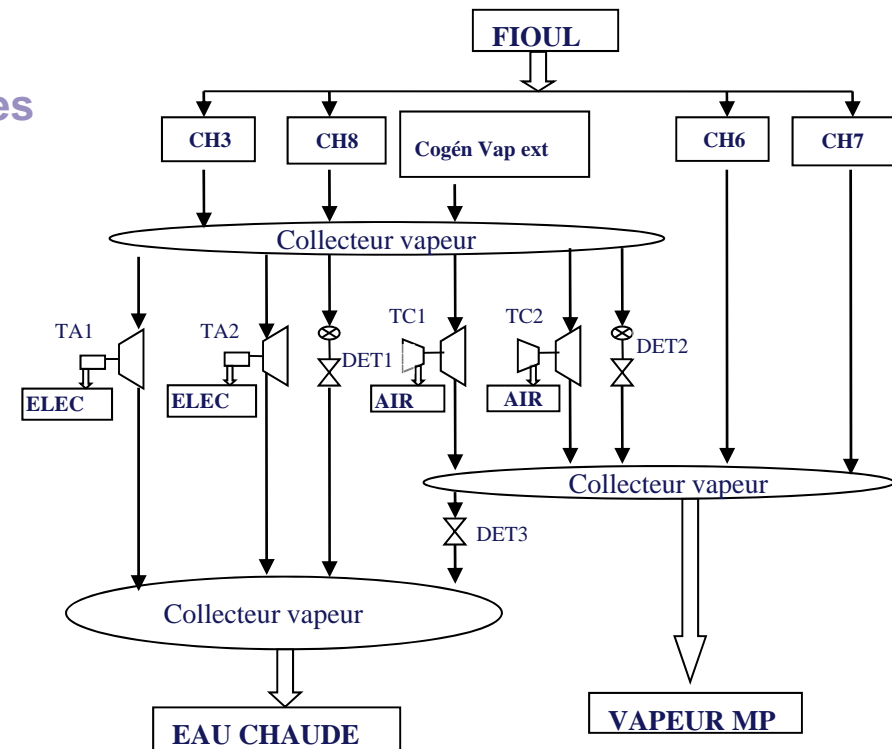 FIOUL
es
CH3
CH8
Cogén Vap ext
CH6
CH7
Collecteur vapeur
TA1
TA2
DET1
TC1
TC2
DET2
ELEC
ELEC
AIR
AIR
Collecteur vapeur
DET3
Collecteur vapeur
EAU CHAUDE
VAPEUR MP